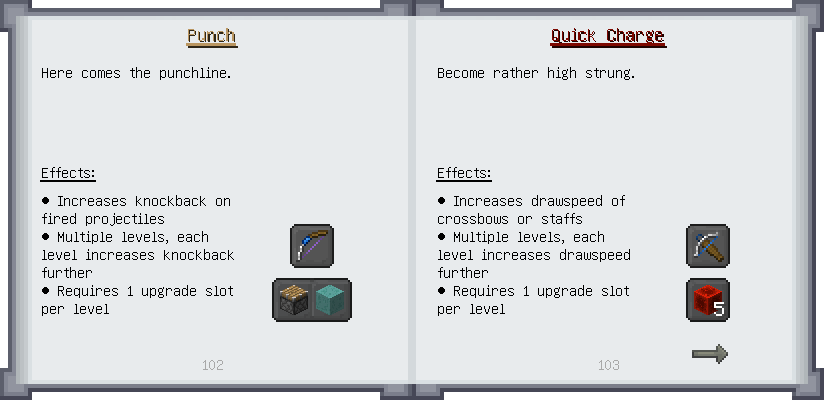 Punch
Here comes the punchline.
Effects:
● Increases knockback on
fired projectiles
● Multiple levels, each
level increases knockback
further
● Requires 1 upgrade slot
per level
102
Quick Charge
Become rather high strung.
Effects:
● Increases drawspeed of
crossbows or staffs
● Multiple levels, each
level increases drawspeed
further
● Requires 1 upgrade slot
per level
5
103